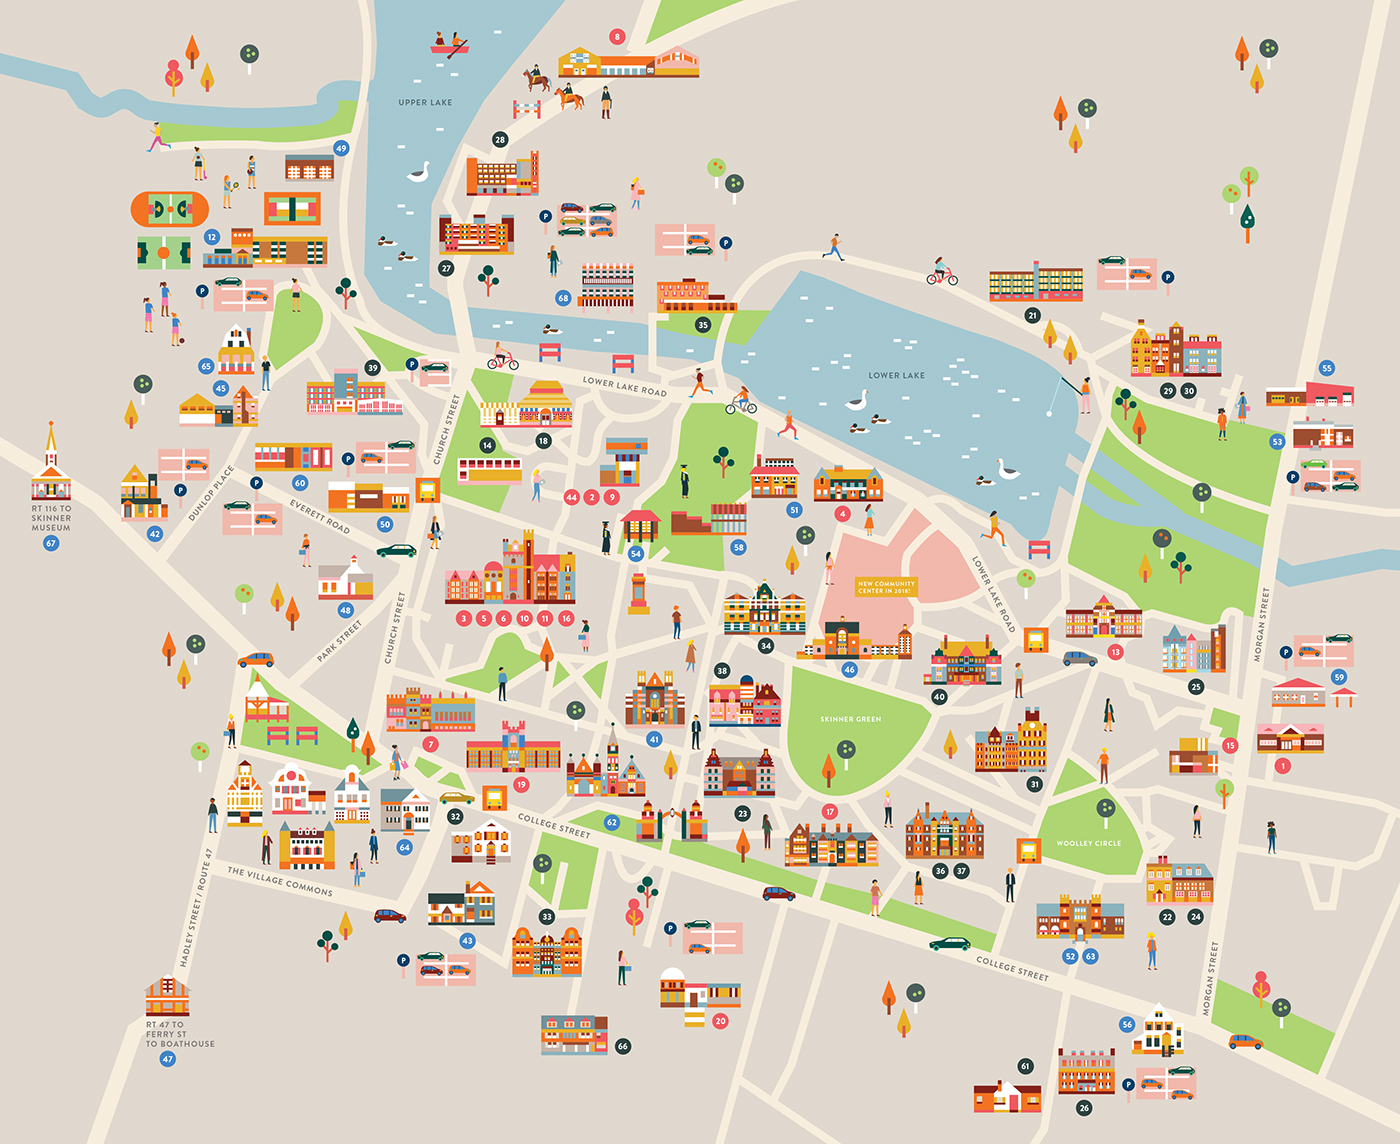 8
UPPER LAKE
28
49
P
12
P
27
68
P
35
P
21
65
45
39
P
LOWER LAKE ROAD
LOWER LAKE
29 30
55
53
P
CHURCH STREET
14
18
P
60
P
DUNLOP PLACE
P
EVERETT ROAD
50
44 2 9
51
4
58
54
RT 116 TO
SKINNER
MUSEUM
67
42
48
3 5 6 10 11 16
NEW COMMUNITY
CENTER IN 2018!
LOWER LAKE ROAD
PARK STREET
CHURCH STREET
34
46
38
40
13
25
MORGAN STREET
P
59
7
41
SKINNER GREEN
15
1
19
31
32
64
COLLEGE STREET
62
23
17
36 37
WOOLLEY CIRCLE
THE VILLAGE COMMONS
HADLEY STREET / ROUTE 47
43
33
P
P
22 24
52 63
COLLEGE STREET
MORGAN STREET
20
66
RT 47 TO
FERRY ST
TO BOATHOUSE
47
56
61
P
26